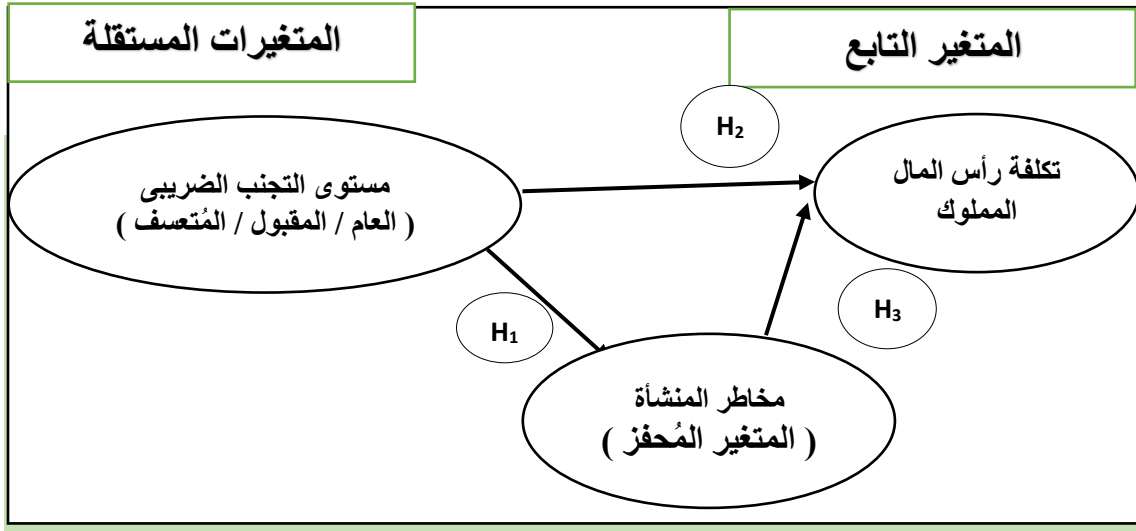 المتغيرات المستقلة
المتغير التابع
H2
تكلفة رأس المال
المملوك
مستوى التجنب الضريبى
( العام / المقبول / المُتعسف )
H3
H1
مخاطر المنشأة
( المتغير المُحفز )